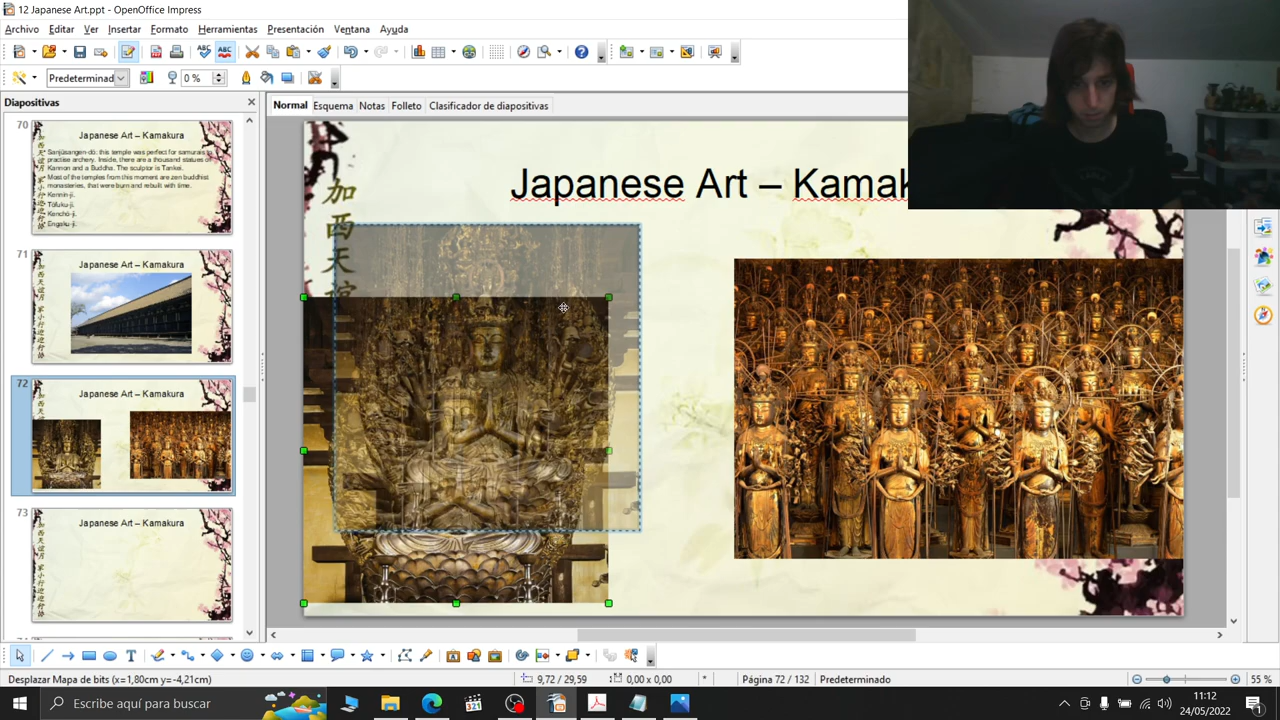 12 Japanese Art.ppt - OpenOffice Impress
Archivo Editar Ver Insertar Formato Herramientas Presentación Ventana Ayuda
Predeterminad 0 %
Diapositivas
Normal Esquema Notas Folleto Clasificador de diapositivas
70
Japanese Art – Kamakura
Sanjūsangen-dō: this temple was perfect for samurais to
practise archery. Inside, there are a thousand statues of
Kannon and a Buddha. The sculptor is Tankei.
Most of the temples from this moment are zen buddhist
monasteries, that were burn and rebuilt with time.
Kennin-ji.
Tōfuku-ji.
Kenchō-ji.
Engaku-ji.
71
Japanese Art – Kamakura
72
Japanese Art – Kamakura
73
Japanese Art – Kamakura
Japanese Art – Kamak
加
西
天
Desplazar Mapa de bits (x=1,80cm y=-4,21cm)
9,72 / 29,59
0,00 x 0,00
*
Página 72 / 132
Predeterminado
55 %
Escribe aquí para buscar
321
11:12
24/05/2022
1